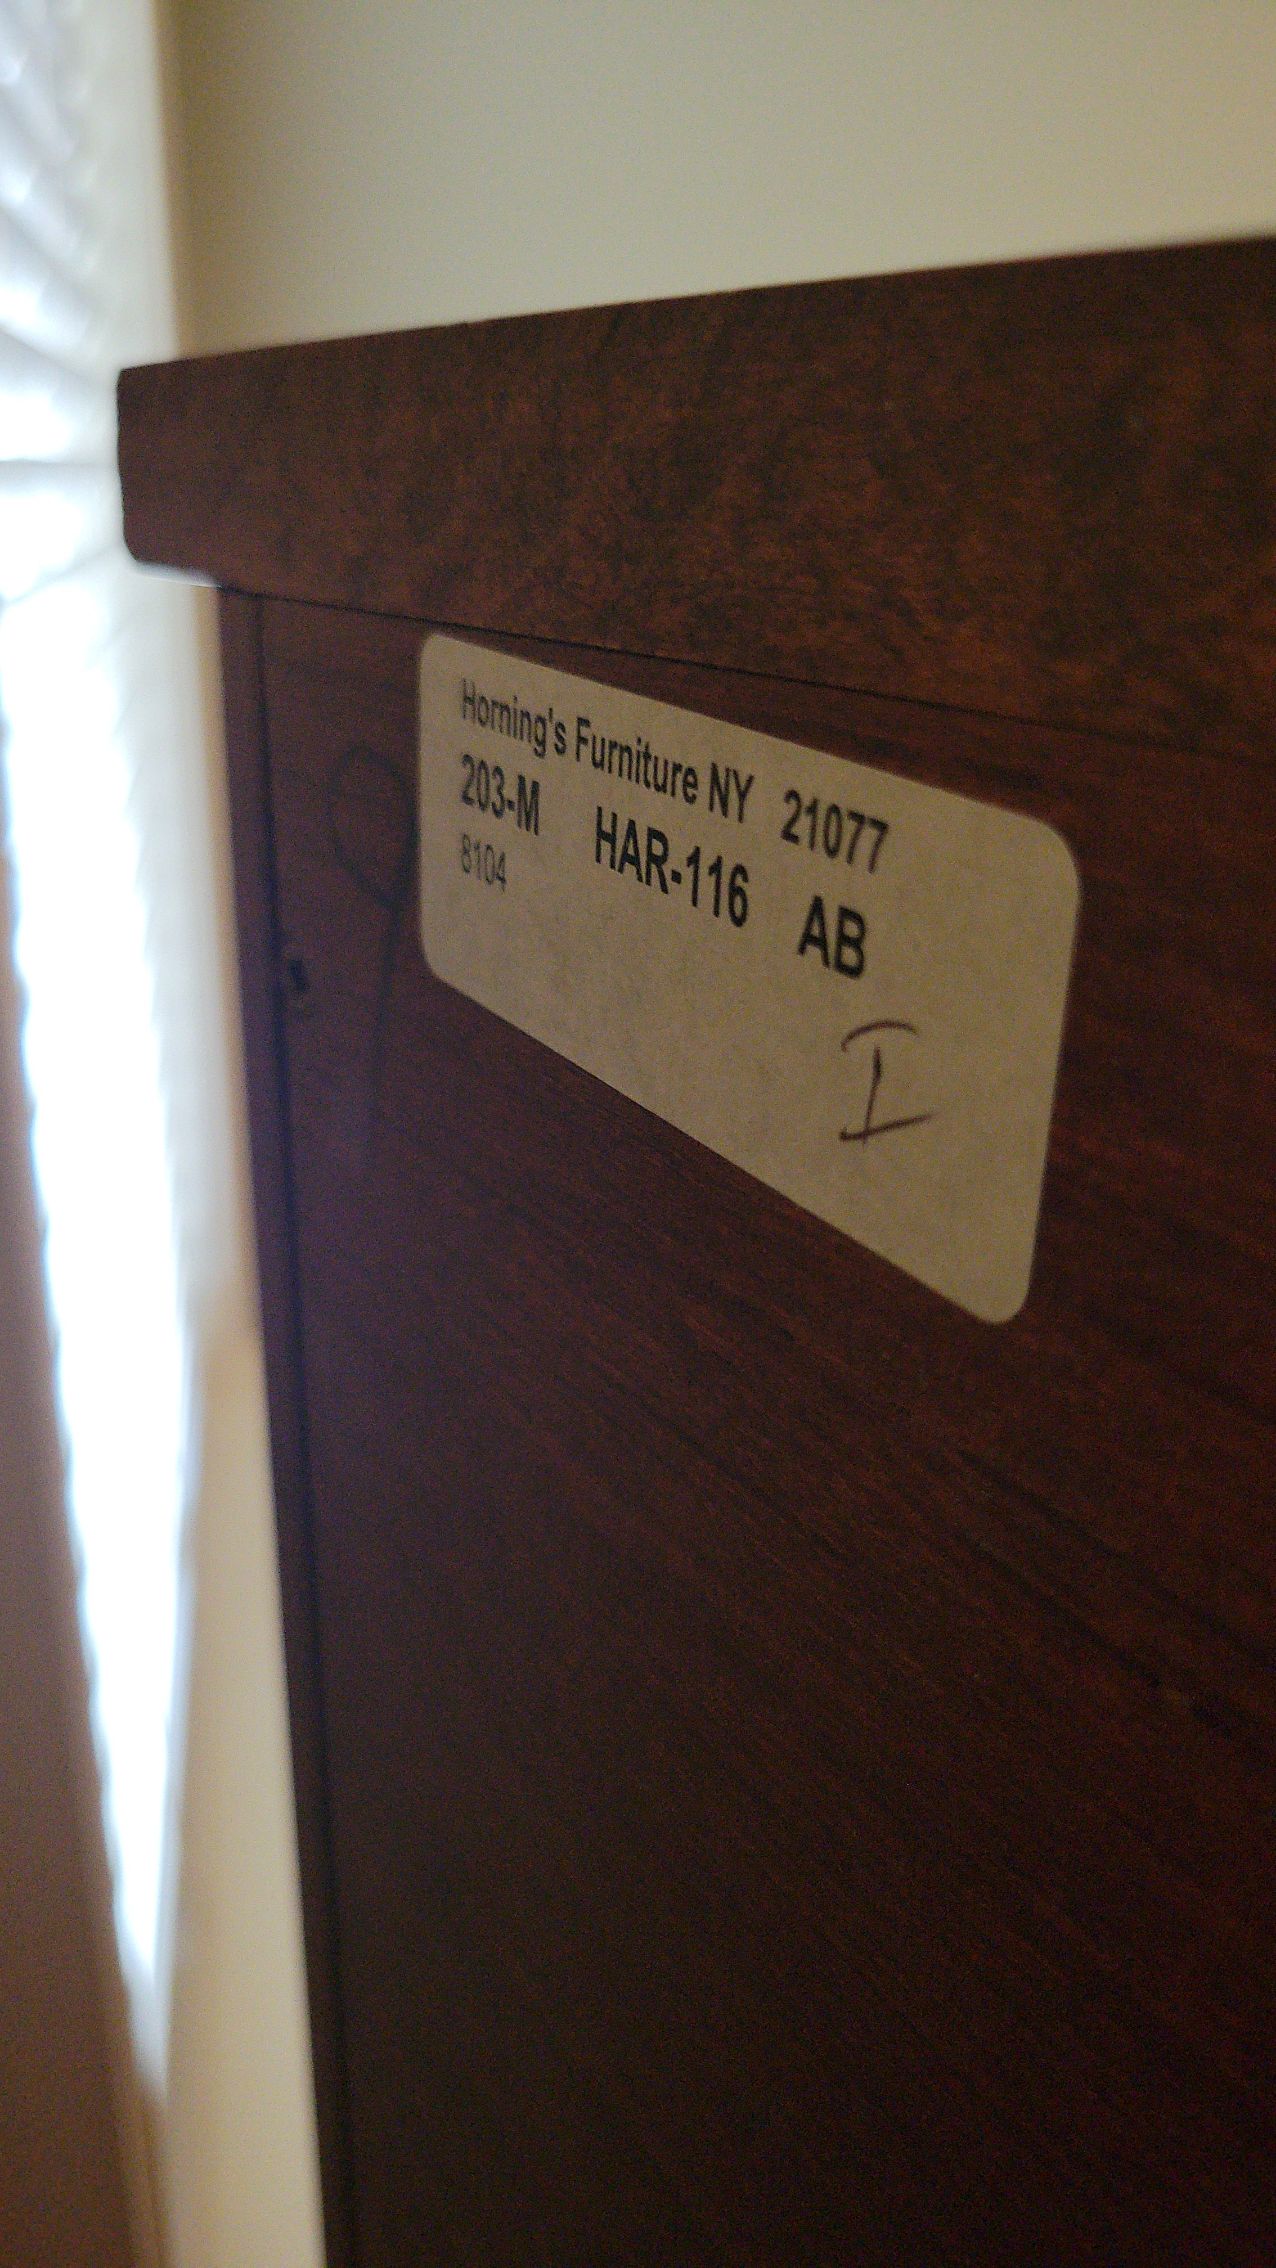 Horning's Furniture NY 21077
203-M HAR-116 AB
8104
I